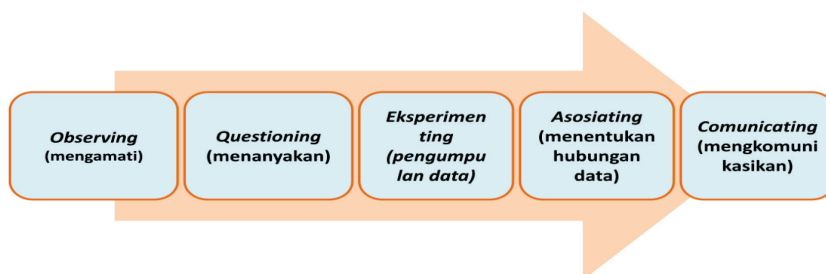 Observing
(mengamati)
Questioning
(menanyakan)
Eksperimen
ting
(pengumpu
lan data)
Asosiating
(menentukan
hubungan
data)
Comunicating
(mengkomuni
kasikan)